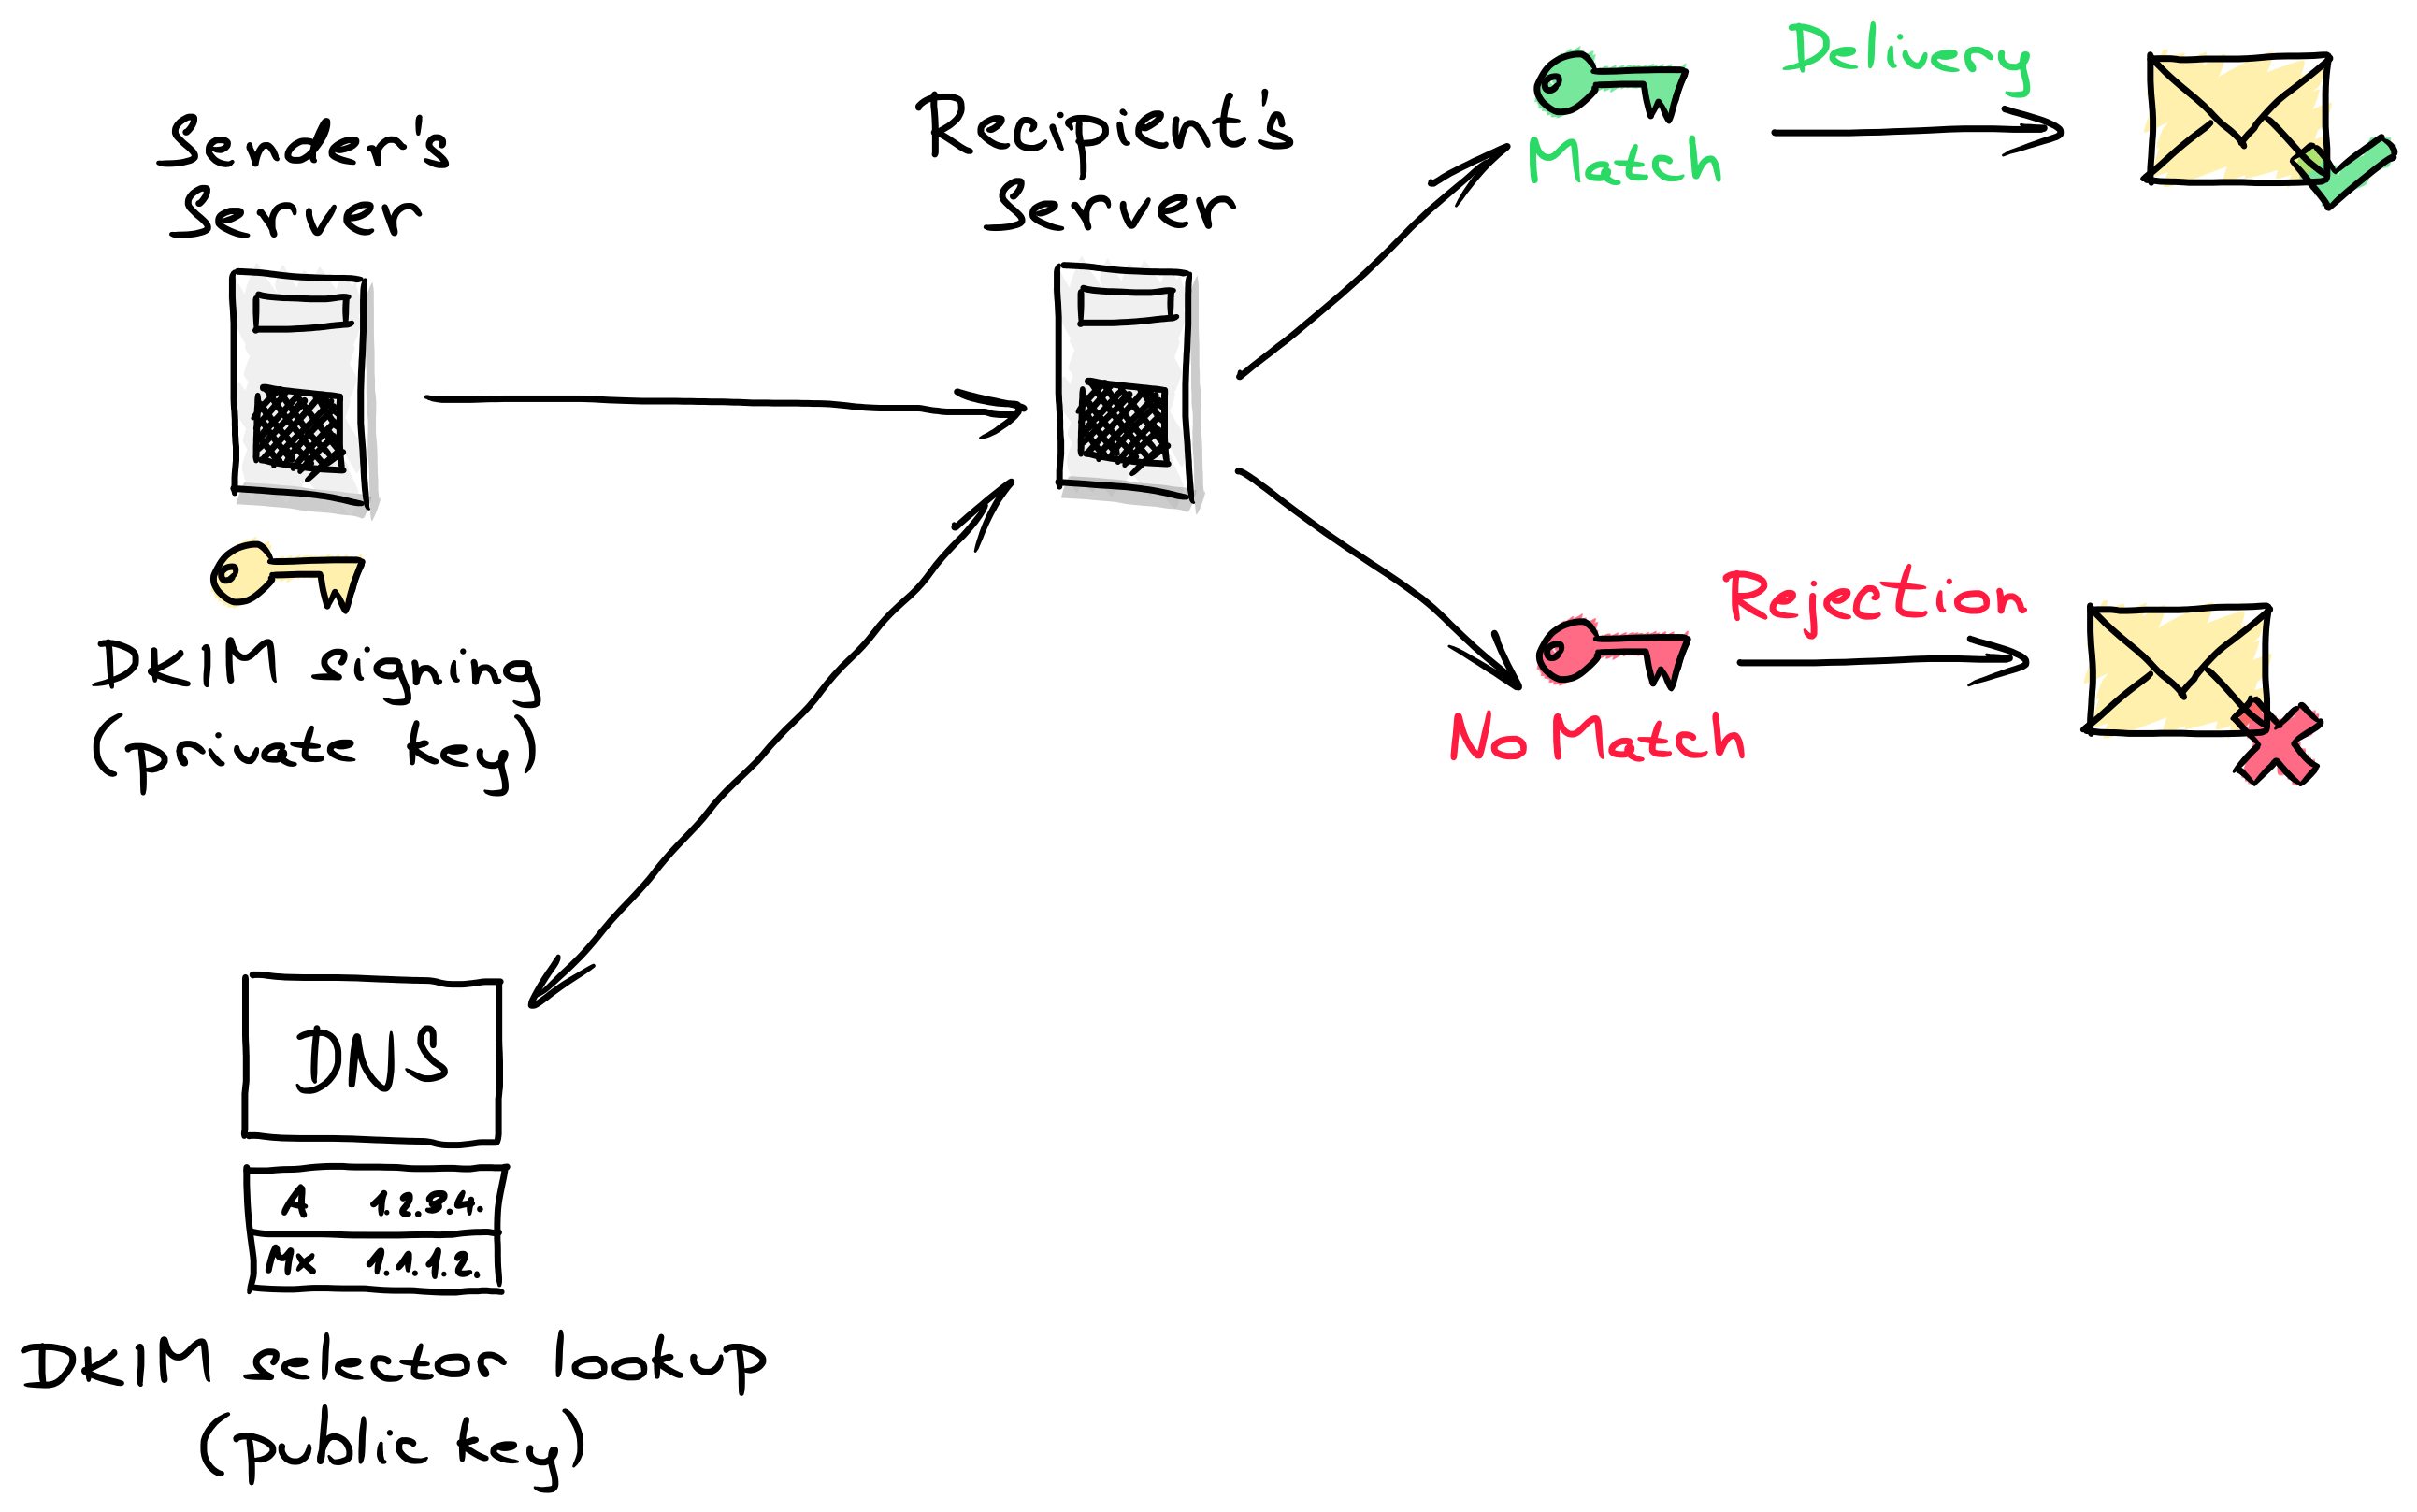 Sender's
Server
Recipient's
Server
Match
Delivery
DKIM signing
(private key)
No Match
Rejection
DNS
A 1.2.3.4.
Mx 1.1.1.2.
DKIM selector lookup
(public key)